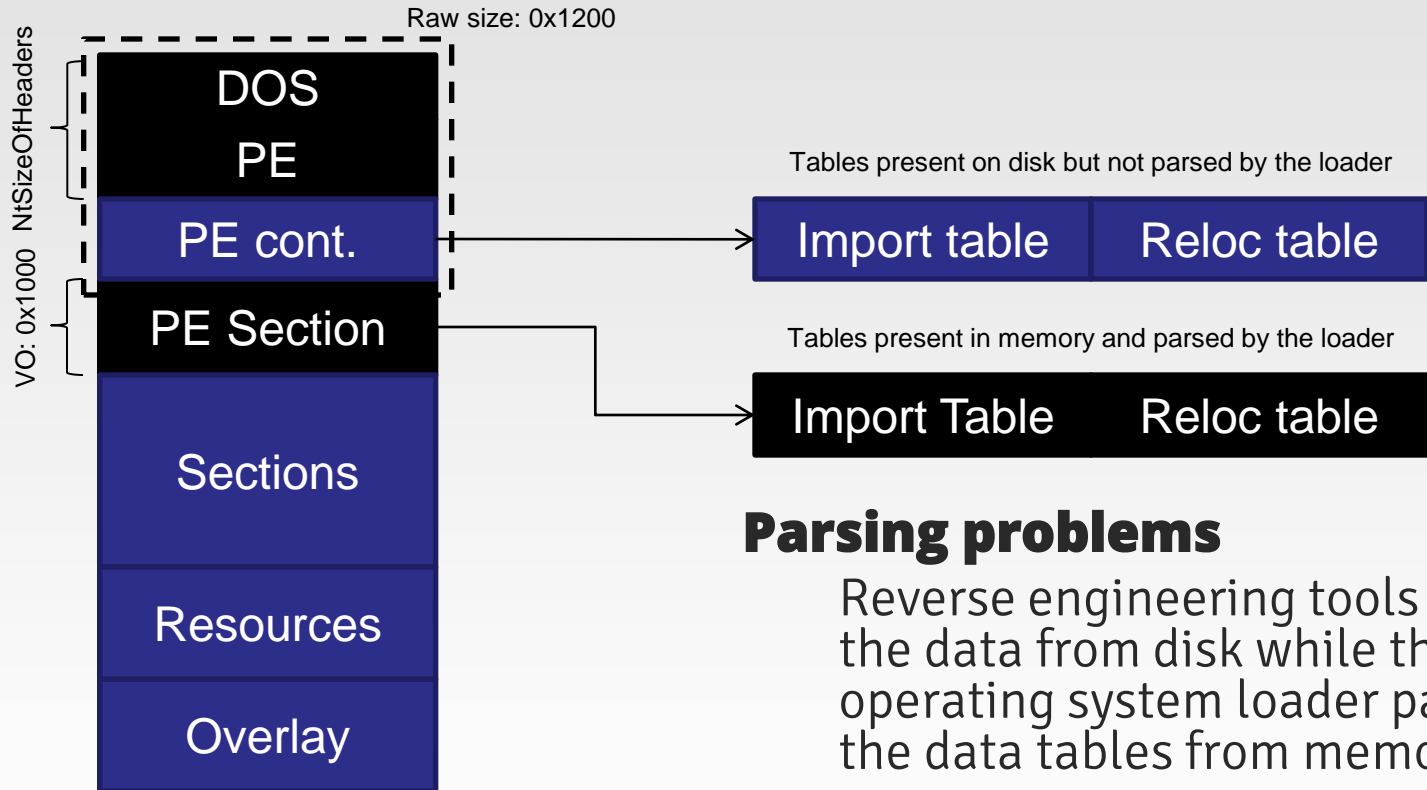 Raw size: 0x1200
NtSizeOfHeaders
DOS
PE
PE cont.
VO: 0x1000
PE Section
Sections
Resources
Overlay
Tables present on disk but not parsed by the loader
Import table Reloc table
Tables present in memory and parsed by the loader
Import Table Reloc table
Parsing problems
Reverse engineering tools
the data from disk while
operating system loader
the data tables from